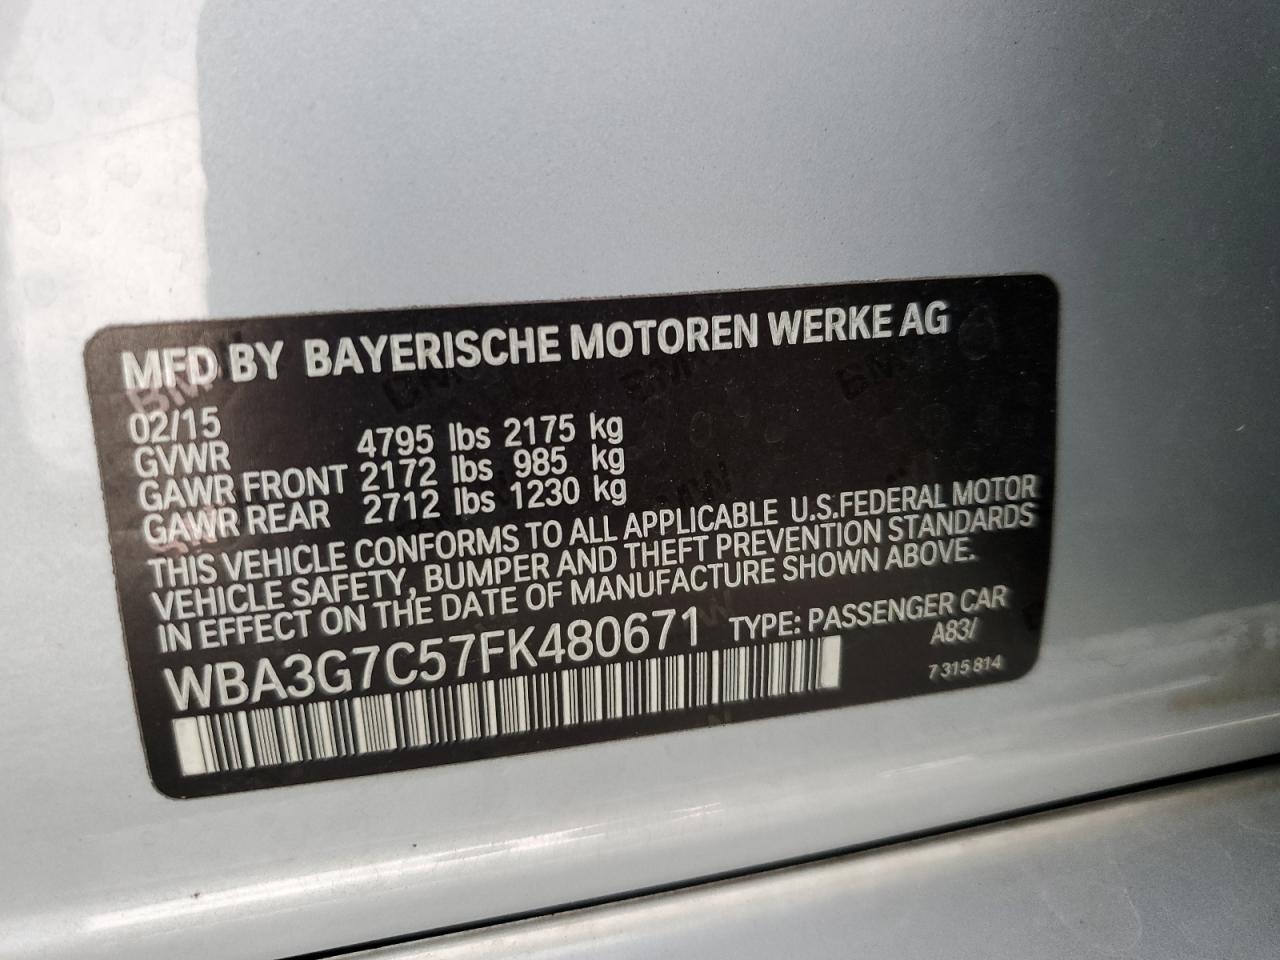 MFD BY BAYERISCHE MOTOREN WERKE AG
02/15
GVWR 4795 lbs 2175 kg
GAWR FRONT 2172 lbs 985 kg
GAWR REAR 2712 lbs 1230 kg
THIS VEHICLE CONFORMS TO ALL APPLICABLE U.S.FEDERAL MOTOR
VEHICLE SAFETY, BUMPER AND THEFT PREVENTION STANDARDS
IN EFFECT ON THE DATE OF MANUFACTURE SHOWN ABOVE.
WBA3G7C57FK480671 TYPE: PASSENGER CAR
A83/
7 315 814